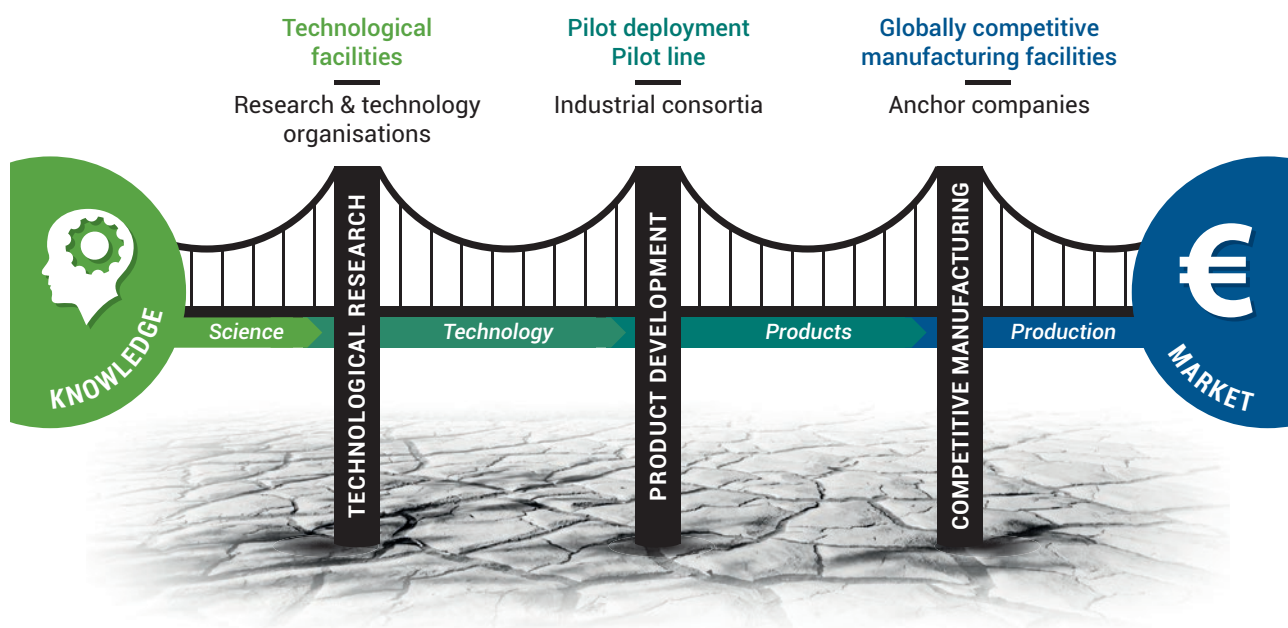 Technological
facilities
Research & technology
organisations
Pilot deployment
Pilot line
Industrial consortia
Globally competitive
manufacturing facilities
Anchor companies
KNOWLEDGE
Science
TECHNOLOGICAL RESEARCH
Technology
PRODUCT DEVELOPMENT
Products
COMPETITIVE MANUFACTURING
Production
€
MARKET